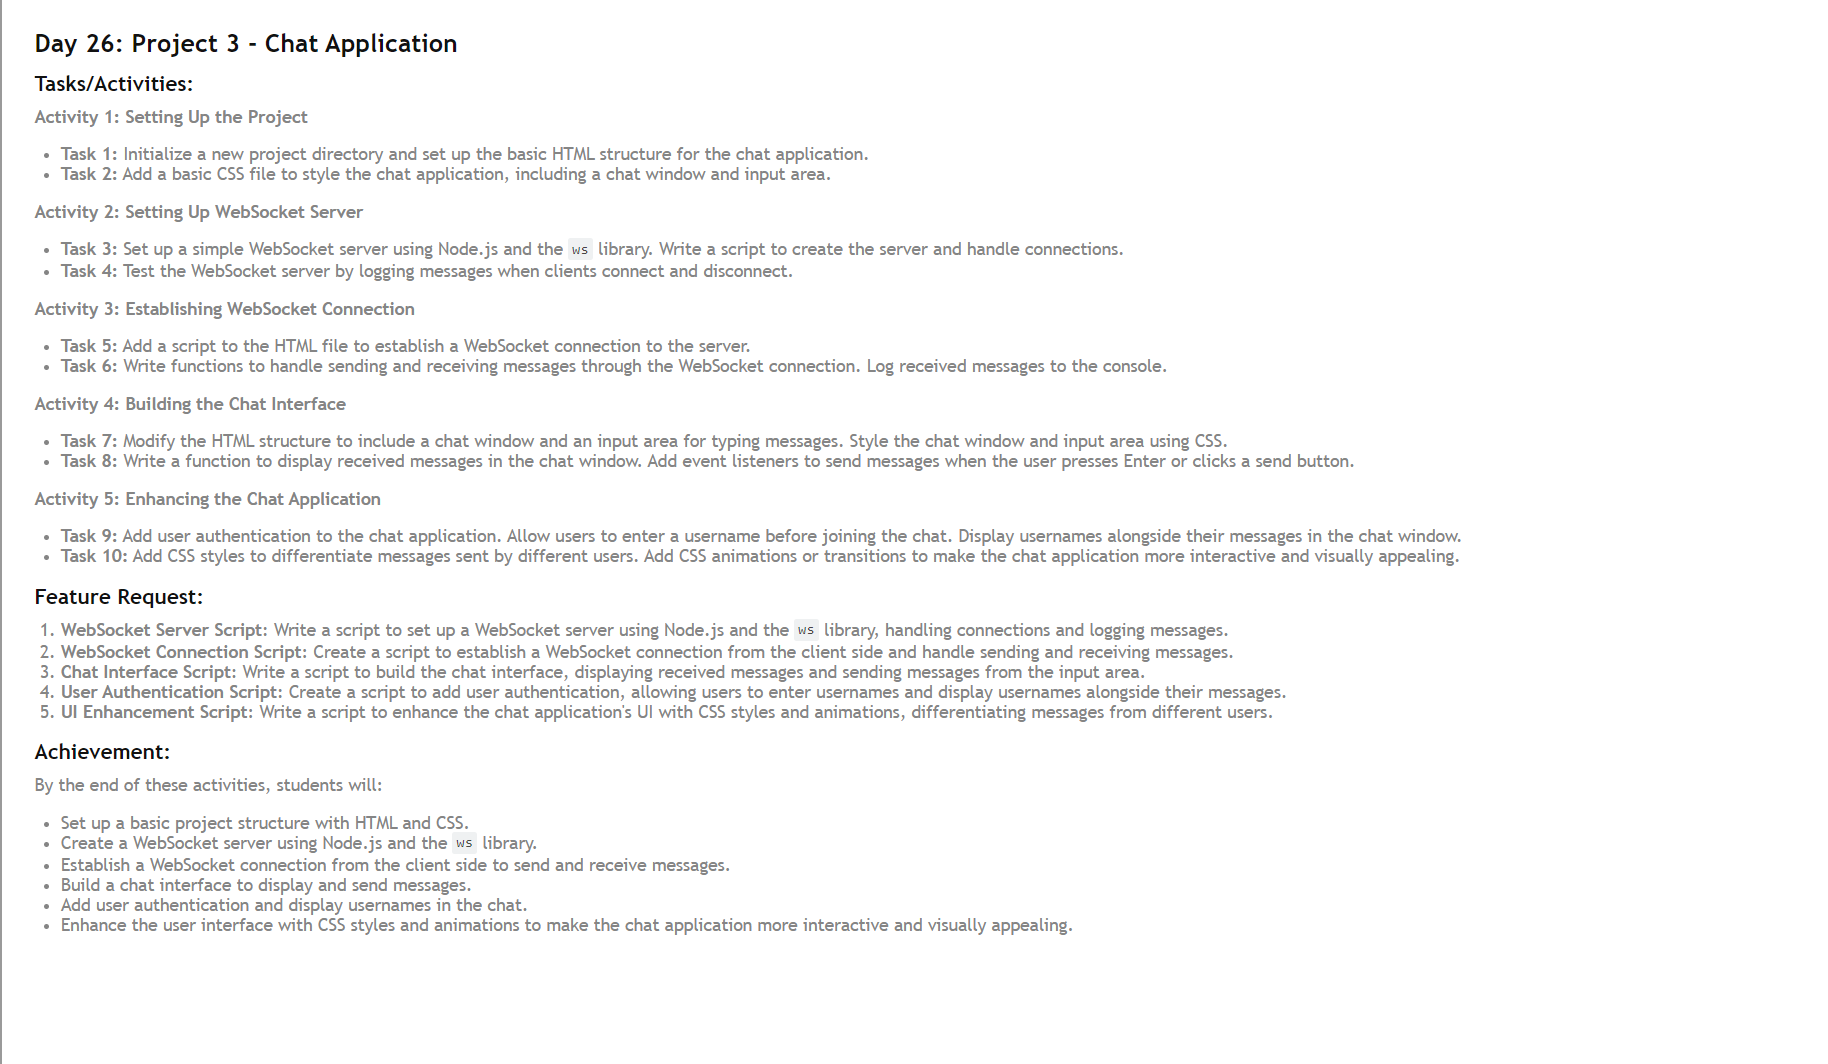 Day 26: Project 3 - Chat Application
Tasks/Activities:
Activity 1: Setting Up the Project
• Task 1: Initialize a new project directory and set up the basic HTML structure for the chat application.
• Task 2: Add a basic CSS file to style the chat application, including a chat window and input area.
Activity 2: Setting Up WebSocket Server
• Task 3: Set up a simple WebSocket server using Node.js and the ws library. Write a script to create the server and handle connections.
• Task 4: Test the WebSocket server by logging messages when clients connect and disconnect.
Activity 3: Establishing WebSocket Connection
• Task 5: Add a script to the HTML file to establish a WebSocket connection to the server.
• Task 6: Write functions to handle sending and receiving messages through the WebSocket connection. Log received messages to the console.
Activity 4: Building the Chat Interface
• Task 7: Modify the HTML structure to include a chat window and an input area for typing messages. Style the chat window and input area using CSS.
• Task 8: Write a function to display received messages in the chat window. Add event listeners to send messages when the user presses Enter or clicks a send button.
Activity 5: Enhancing the Chat Application
• Task 9: Add user authentication to the chat application. Allow users to enter a username before joining the chat. Display usernames alongside their messages in the chat window.
• Task 10: Add CSS styles to differentiate messages sent by different users. Add CSS animations or transitions to make the chat application more interactive and visually appealing.
Feature Request:
1. WebSocket Server Script: Write a script to set up a WebSocket server using Node.js and the ws library, handling connections and logging messages.
2. WebSocket Connection Script: Create a script to establish a WebSocket connection from the client side and handle sending and receiving messages.
3. Chat Interface Script: Write a script to build the chat interface, displaying received messages and sending messages from the input area.
4. User Authentication Script: Create a script to add user authentication, allowing users to enter usernames and display usernames alongside their messages.
5. UI Enhancement Script: Write a script to enhance the chat application's UI with CSS styles and animations, differentiating messages from different users.
Achievement:
By the end of these activities, students will:
• Set up a basic project structure with HTML and CSS.
• Create a WebSocket server using Node.js and the ws library.
• Establish a WebSocket connection from the client side to send and receive messages.
• Build a chat interface to display and send messages.
• Add user authentication and display usernames in the chat.
• Enhance the user interface with CSS styles and animations to make the chat application more interactive and visually appealing.